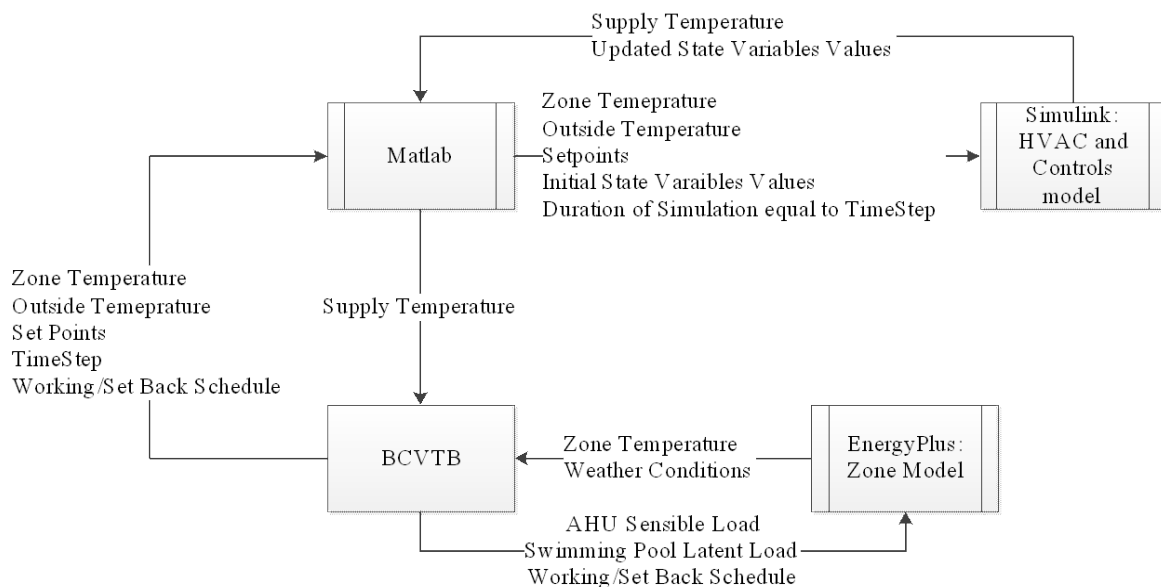 Supply Temperature
Updated State Variables Values
Matlab
Zone Temeprature
Outside Temperature
Setpoints
Initial State Varaibles Values
Duration of Simulation equal to TimeStep
Simulink:
HVAC and
Controls
model
Zone Temperature
Outside Temeprature
Set Points
TimeStep
Working/Set Back Schedule
Supply Temperature
BCVTB
Zone Temperature
Weather Conditions
EnergyPlus:
Zone Model
AHU Sensible Load
Swimming Pool Latent Load
Working/Set Back Schedule